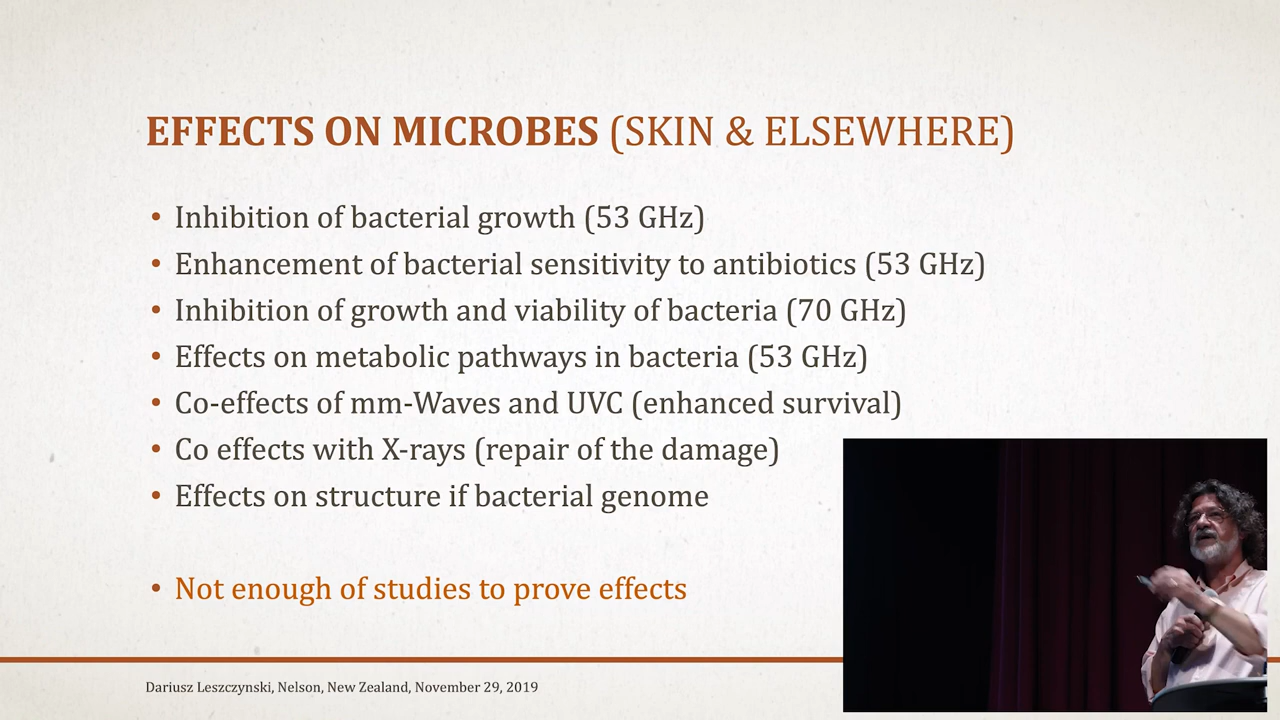 EFFECTS ON MICROBES (SKIN & ELSEWHERE)
• Inhibition of bacterial growth (53 GHz)
• Enhancement of bacterial sensitivity to antibiotics (53 GHz)
• Inhibition of growth and viability of bacteria (70 GHz)
• Effects on metabolic pathways in bacteria (53 GHz)
• Co-effects of mm-Waves and UVC (enhanced survival)
• Co effects with X-rays (repair of the damage)
• Effects on structure if bacterial genome
• Not enough of studies to prove effects
Dariusz Leszczynski, Nelson, New Zealand, November 29, 2019